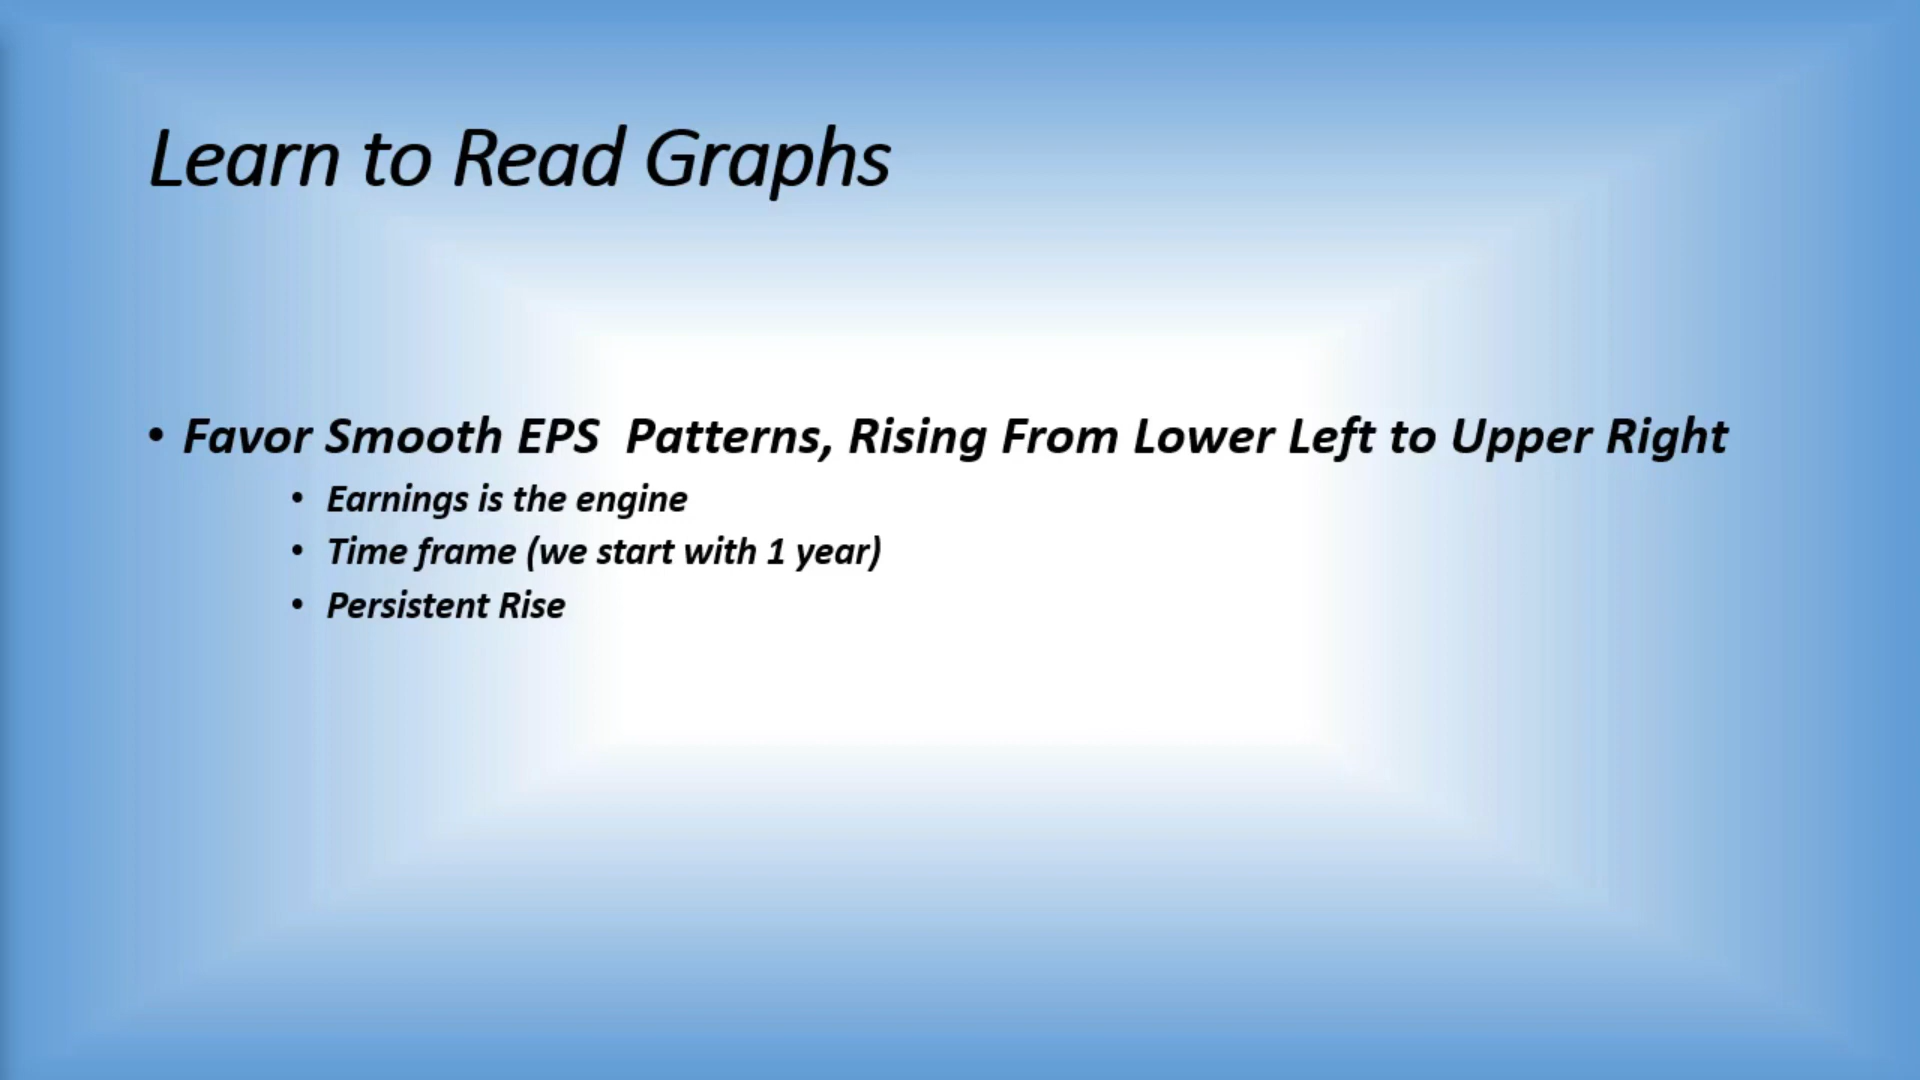 Learn to Read Graphs
• Favor Smooth EPS  Patterns, Rising From Lower Left to Upper Right
• Earnings is the engine
• Time frame (we start with 1 year)
• Persistent Rise